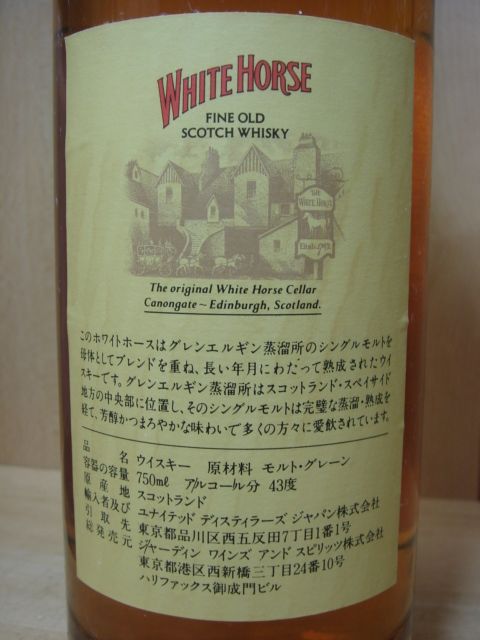 WHITE HORSE
FINE OLD
SCOTCH WHISKY
THE
WHITE HORSE
The original White Horse Cellar
Canongate ~ Edinburgh, Scotland.
このホワイトホースはグレンエルギン蒸溜所のシングルモルトを
母体としてブレンドを重ね、長い年月にわたって熟成されたウイ
スキーです。グレンエルギン蒸溜所はスコットランド・スペイサイド
地方の中央部に位置し、そのシングルモルトは完璧な蒸溜・熟成を
経て、芳醇かつまろやかな味わいで多くの方々に愛飲されています。
品名 ウイスキー 原材料 モルト・グレーン
容器の容量 750ml アルコール分 43度
原産地 スコットランド
輸入者及び引取先 ユナイテッド ディスティラーズ ジャパン株式会社
東京都品川区西五反田7丁目1番1号
総発売元 ジャーディン ワインズ アンド スピリッツ株式会社
東京都港区西新橋三丁目24番10号
ハリファックス御成門ビル